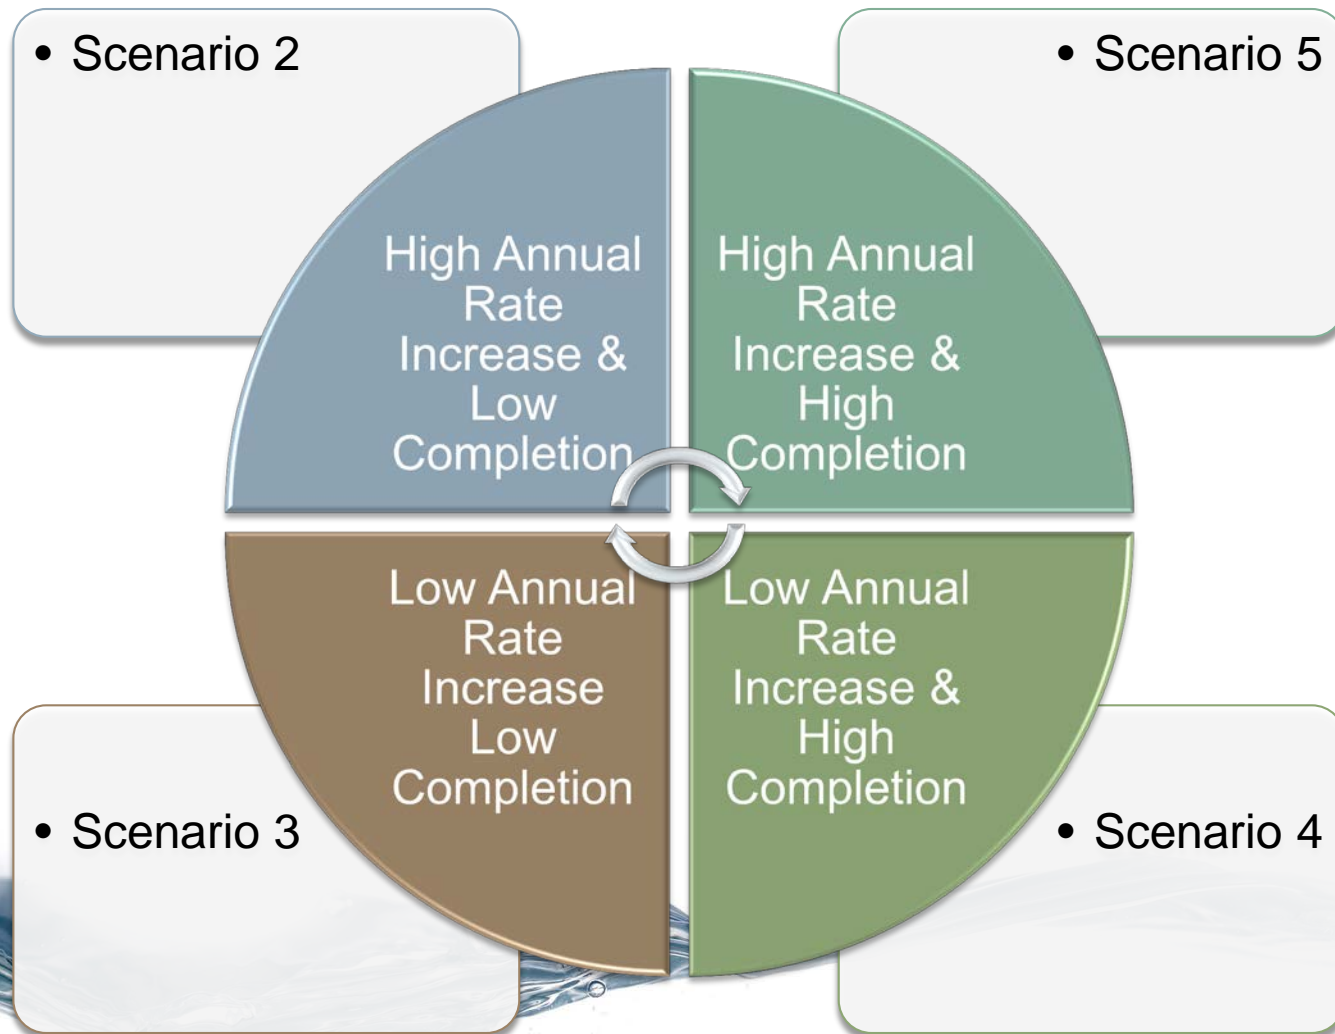 • Scenario 2
• Scenario 5
High Annual
Rate
Increase &
Low
Completion
High Annual
Rate
Increase &
High
Completion
Low Annual
Rate
Increase
Low
Completion
Low Annual
Rate
Increase &
High
Completion
• Scenario 3
• Scenario 4